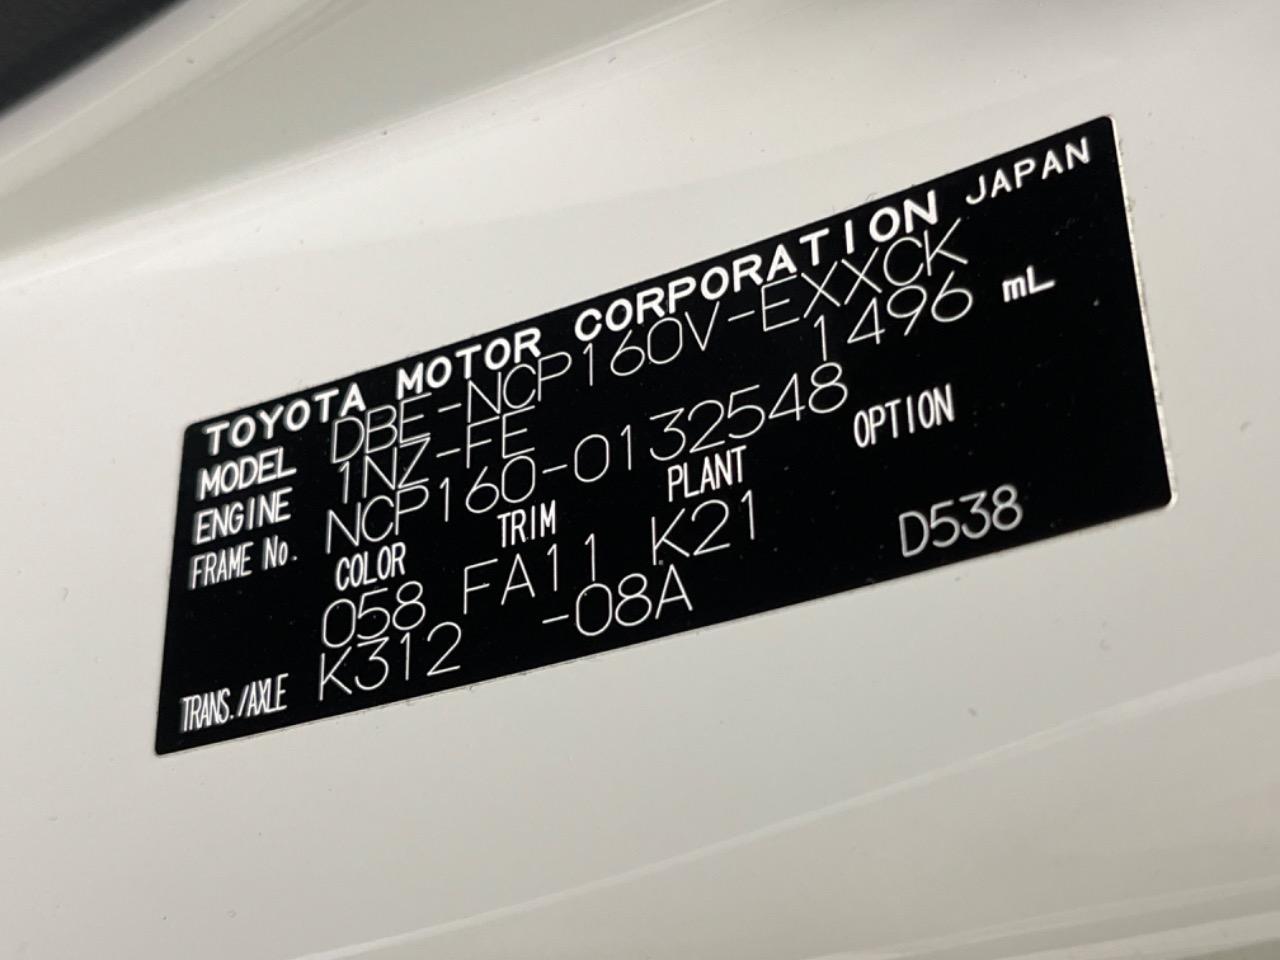 TOYOTA MOTOR CORPORATION JAPAN
MODEL DBE-NCP160V-EXXCK
ENGINE 1NZ-FE 1496 mL
FRAME No. NCP160-0132548
COLOR TRIM PLANT OPTION
058 FA11 K21 D538
TRANS./AXLE K312 -08A